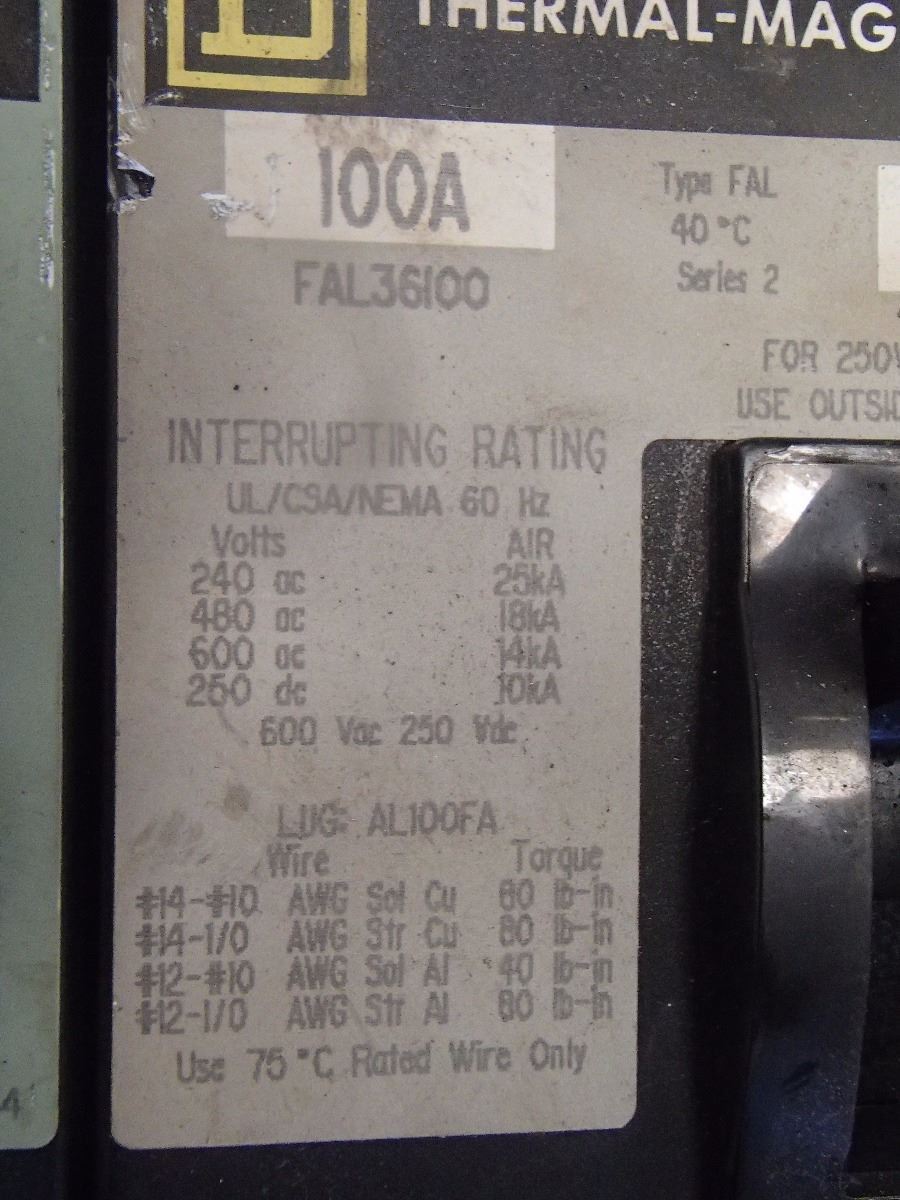 THERMAL-MAG
100A
Type FAL
40°C
FAL36100
Series 2
FOR 250V
USE OUTSID
INTERRUPTING RATING
UL/CSA/NEMA 60 Hz
Volts AIR
240 ac 25kA
480 ac 18kA
600 ac 14kA
250 dc 10kA
600 Vac 250 Vdc
LUG: AL100FA
Wire Torque
#14-#10 AWG Sol Cu 80 lb-in
#14-1/0 AWG Str Cu 80 lb-in
#12-#10 AWG Sol Al 40 lb-in
#12-1/0 AWG Str Al 80 lb-in
Use 75°C Rated Wire Only
4